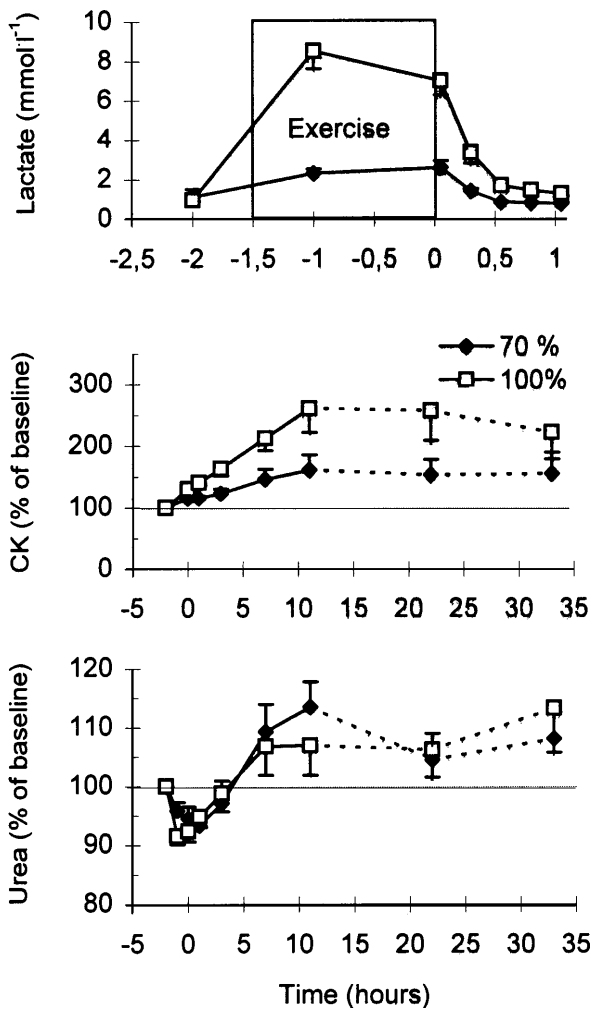 Lactate (mmol·l⁻¹)
10
8
6
4
2
0
Exercise
-2,5 -2 -1,5 -1 -0,5 0 0,5 1
70 %
100%
CK (% of baseline)
300
200
100
0
-5 0 5 10 15 20 25 30 35
Urea (% of baseline)
120
110
100
90
80
-5 0 5 10 15 20 25 30 35
Time (hours)